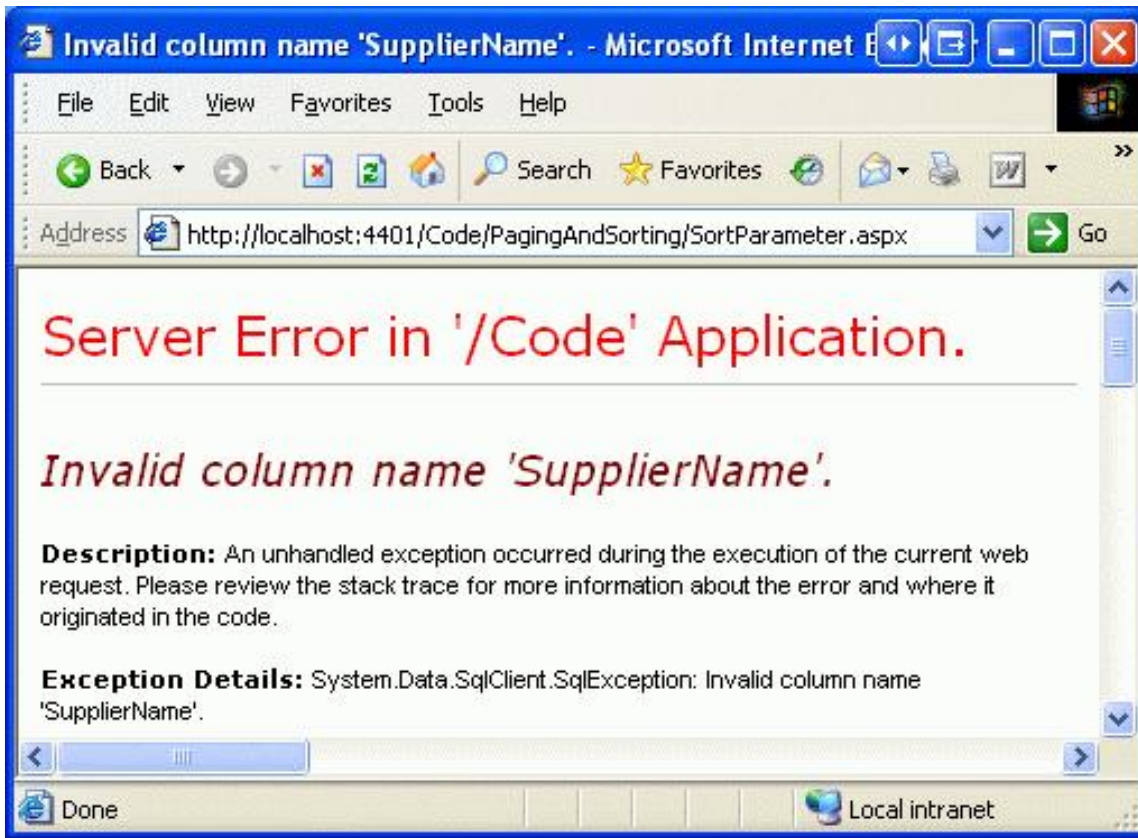 Invalid column name 'SupplierName'. - Microsoft Internet
File Edit View Favorites Tools Help
Back Search Favorites »
Address http://localhost:4401/Code/PagingAndSorting/SortParameter.aspx Go
Server Error in '/Code' Application.
Invalid column name 'SupplierName'.
Description: An unhandled exception occurred during the execution of the current web
request. Please review the stack trace for more information about the error and where it
originated in the code.
Exception Details: System.Data.SqlClient.SqlException: Invalid column name
'SupplierName'.
Done Local intranet